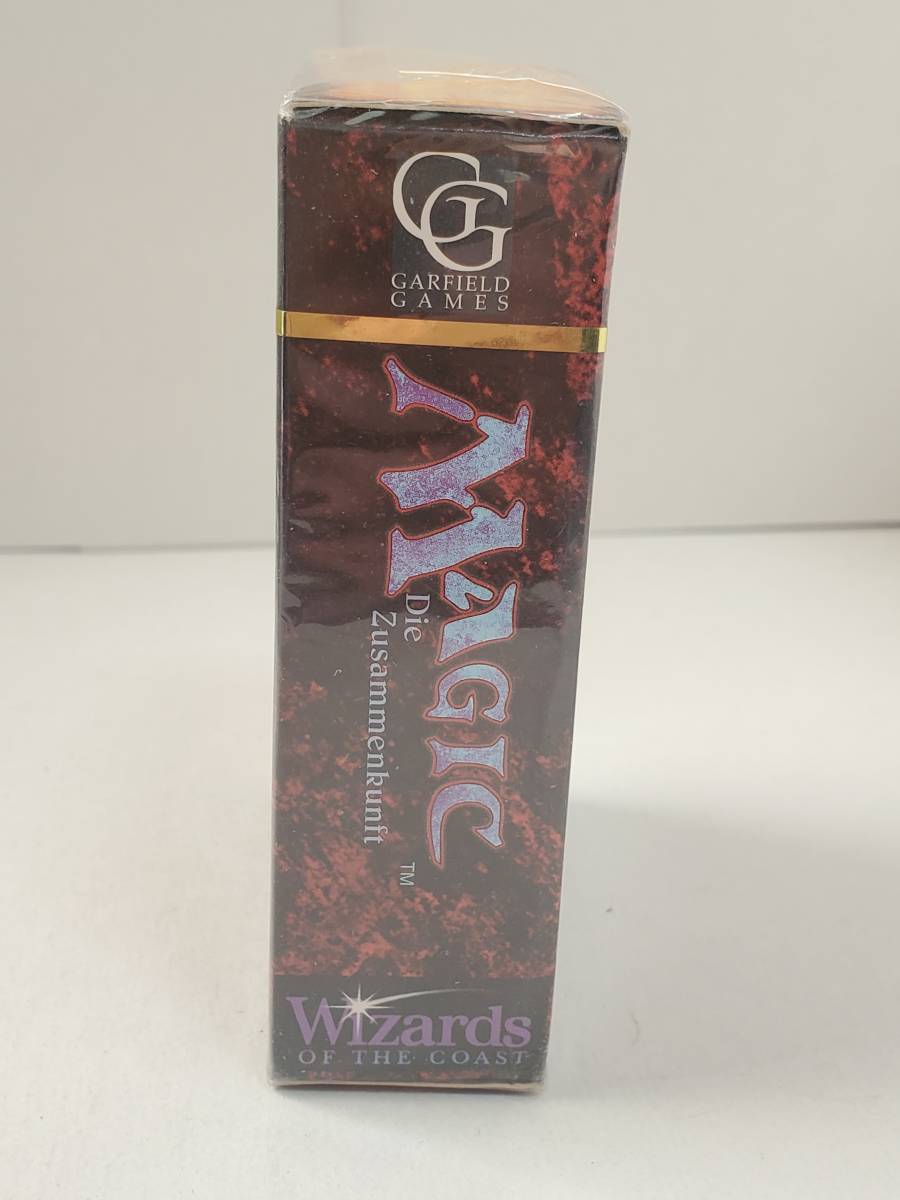 GG
GARFIELD
GAMES
MAGIC
Die
Zusammenkunft
TM
Wizards
OF THE COAST